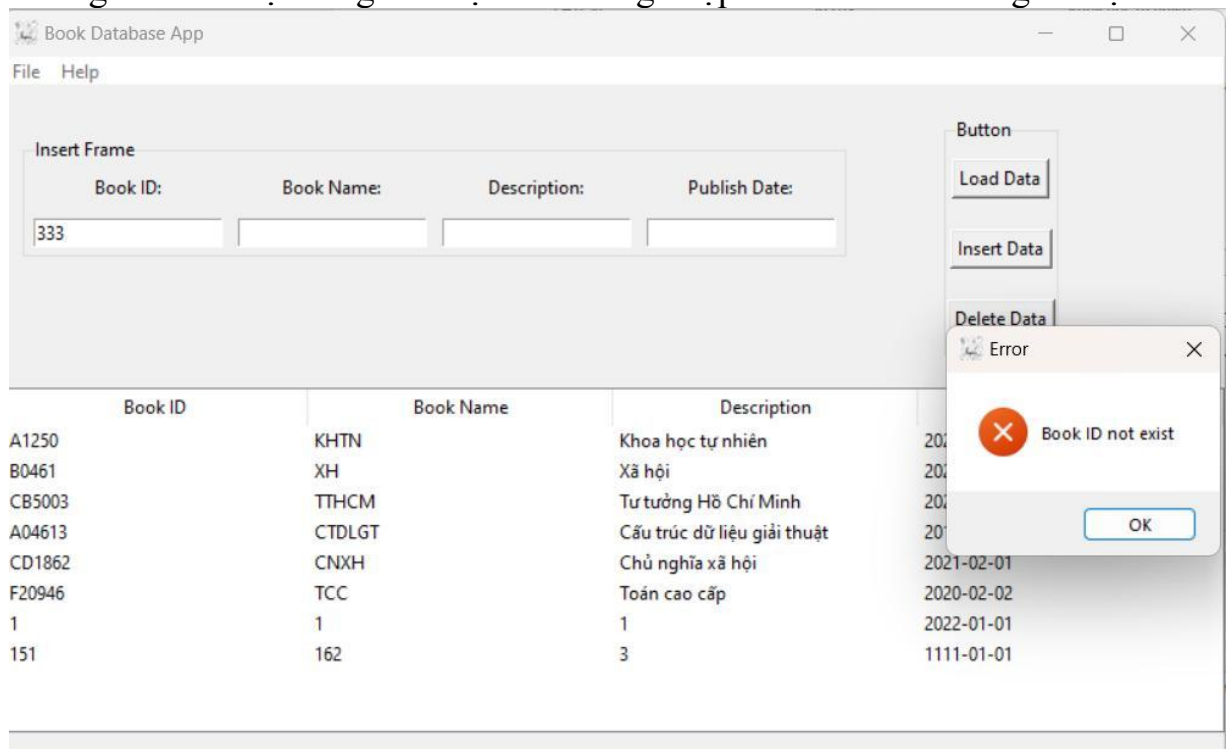 Book Database App
File Help
Button
Insert Frame
Load Data
Book ID: Book Name: Description: Publish Date:
333
Insert Data
Delete Data
Error
Book ID not exist
OK
Book ID Book Name Description
A1250 KHTN Khoa học tự nhiên
B0461 XH Xã hội
CB5003 TTHCM Tư tưởng Hồ Chí Minh
A04613 CTDLGT Cấu trúc dữ liệu giải thuật
CD1862 CNXH Chủ nghĩa xã hội 2021-02-01
F20946 TCC Toán cao cấp 2020-02-02
1 1 1 2022-01-01
151 162 3 1111-01-01